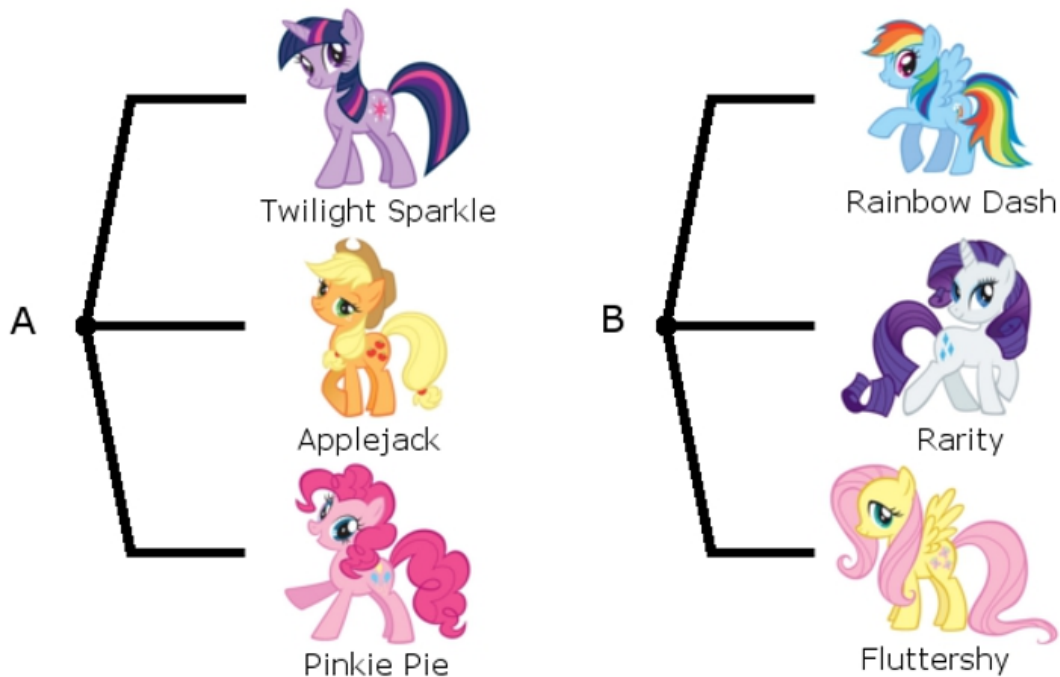 A
Twilight Sparkle
Applejack
Pinkie Pie
B
Rainbow Dash
Rarity
Fluttershy